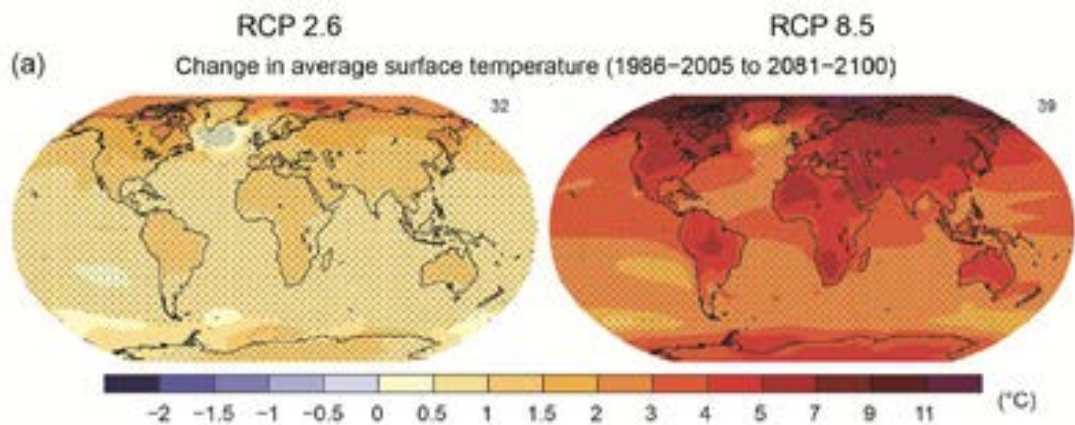 RCP 2.6 RCP 8.5
(a) Change in average surface temperature (1986−2005 to 2081−2100)
32 39
−2 −1.5 −1 −0.5 0 0.5 1 1.5 2 3 4 5 7 9 11 (°C)